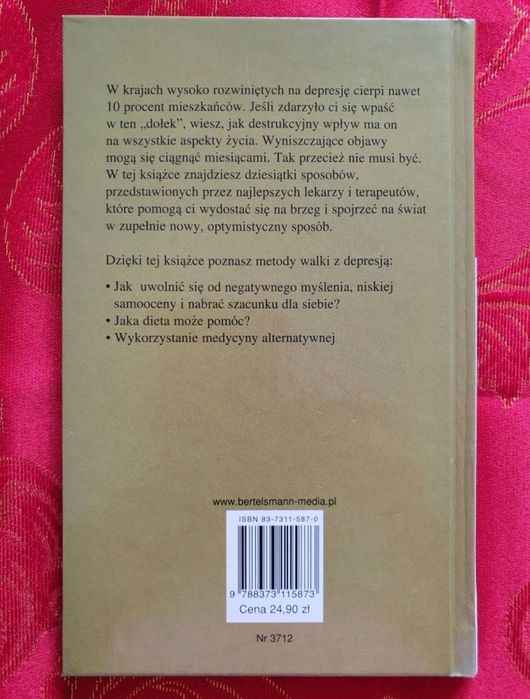 W krajach wysoko rozwiniętych na depresję cierpi nawet
10 procent mieszkańców. Jeśli zdarzyło ci się wpaść
w ten „dołek”, wiesz, jak destrukcyjny wpływ ma on
na wszystkie aspekty życia. Wyniszczające objawy
mogą się ciągnąć miesiącami. Tak przecież nie musi być.
W tej książce znajdziesz dziesiątki sposobów,
przedstawionych przez najlepszych lekarzy i terapeutów,
które pomogą ci wydostać się na brzeg i spojrzeć na świat
w zupełnie nowy, optymistyczny sposób.
Dzięki tej książce poznasz metody walki z depresją:
• Jak uwolnić się od negatywnego myślenia, niskiej
samooceny i nabrać szacunku dla siebie?
• Jaka dieta może pomóc?
• Wykorzystanie medycyny alternatywnej
www.bertelsmann-media.pl
ISBN 83-7311-587-0
9 788373 115873
Cena 24,90 zł
Nr 3712